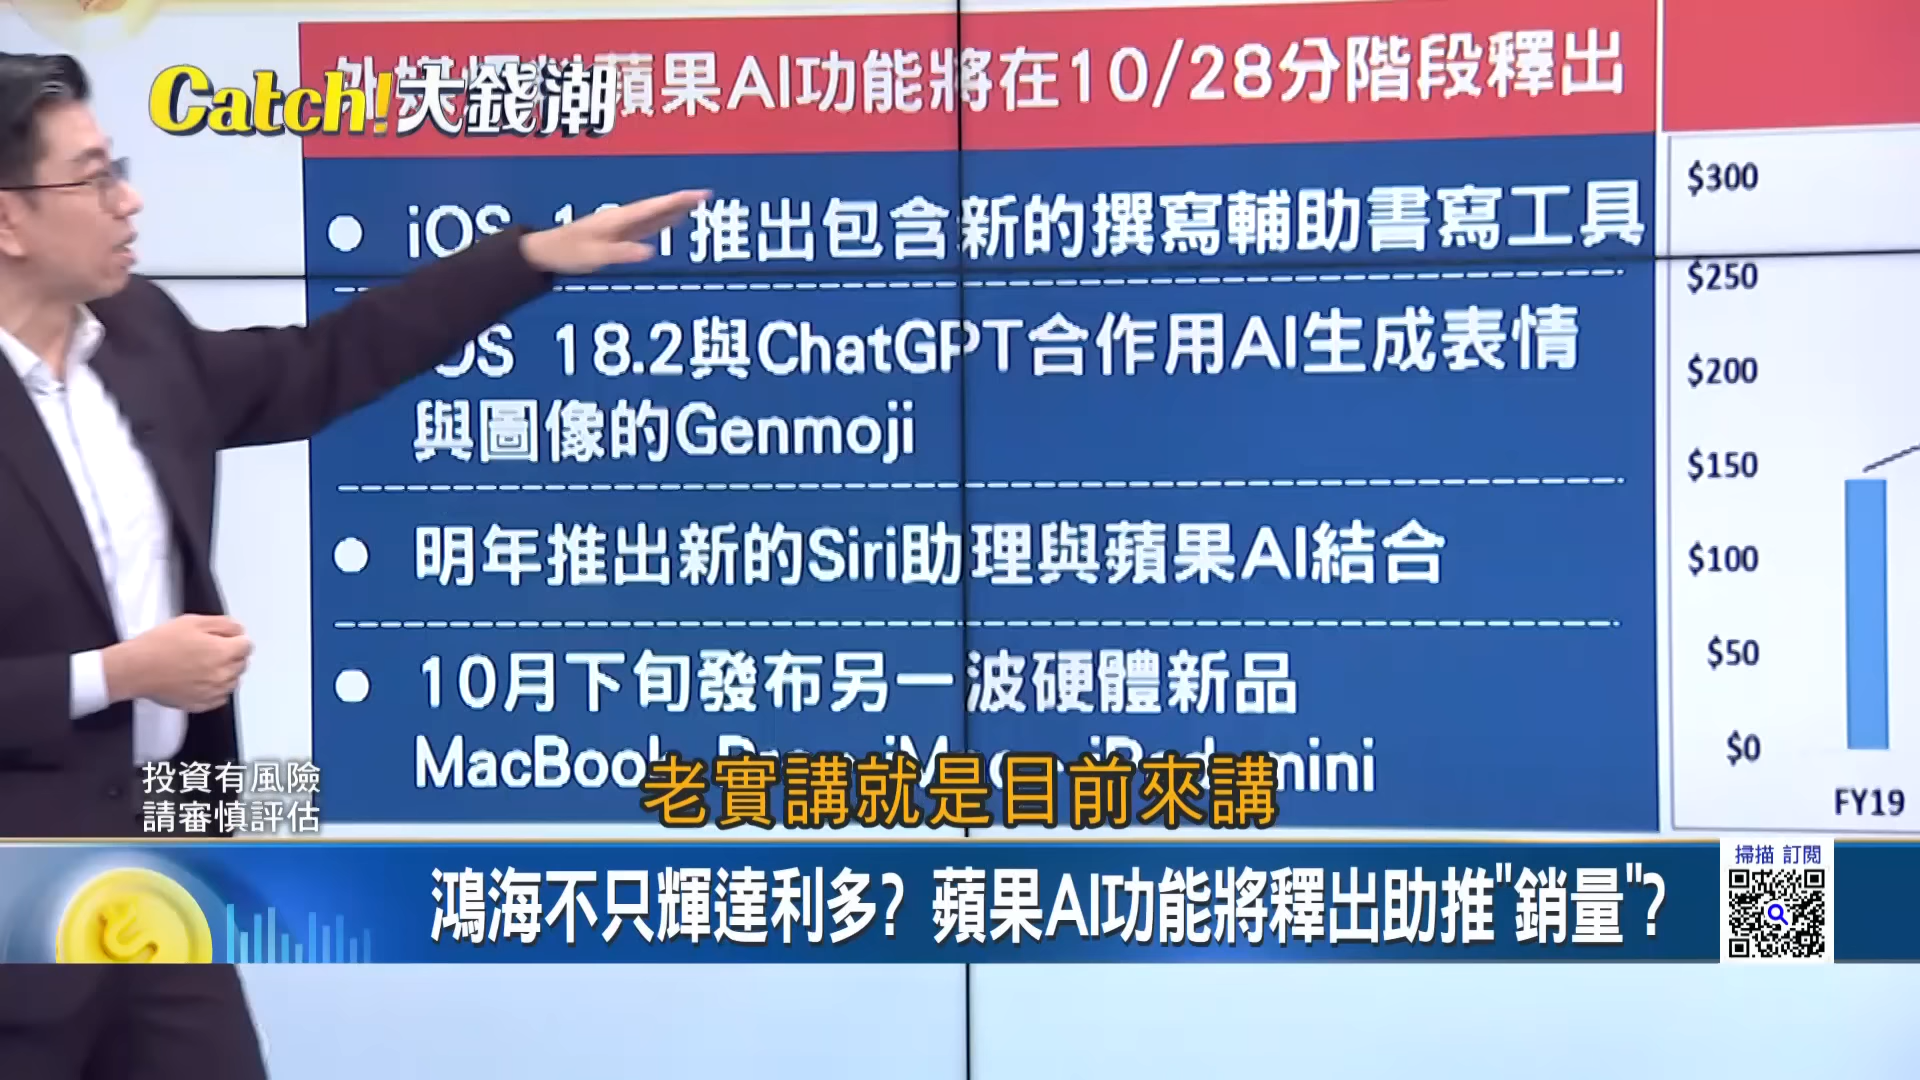 Catch!大錢潮
蘋果AI功能將在10/28分階段釋出
iOS 推出包含新的撰寫輔助書寫工具
18.2與ChatGPT合作用AI生成表情
與圖像的Genmoji
明年推出新的Siri助理與蘋果AI結合
10月下旬發布另一波硬體新品
mini
$300
$250
$200
$150
$100
$50
$0
FY19
投資有風險
請審慎評估
老實講就是目前來講
鴻海不只輝達利多? 蘋果AI功能將釋出助推"銷量"?
掃描 訂閱